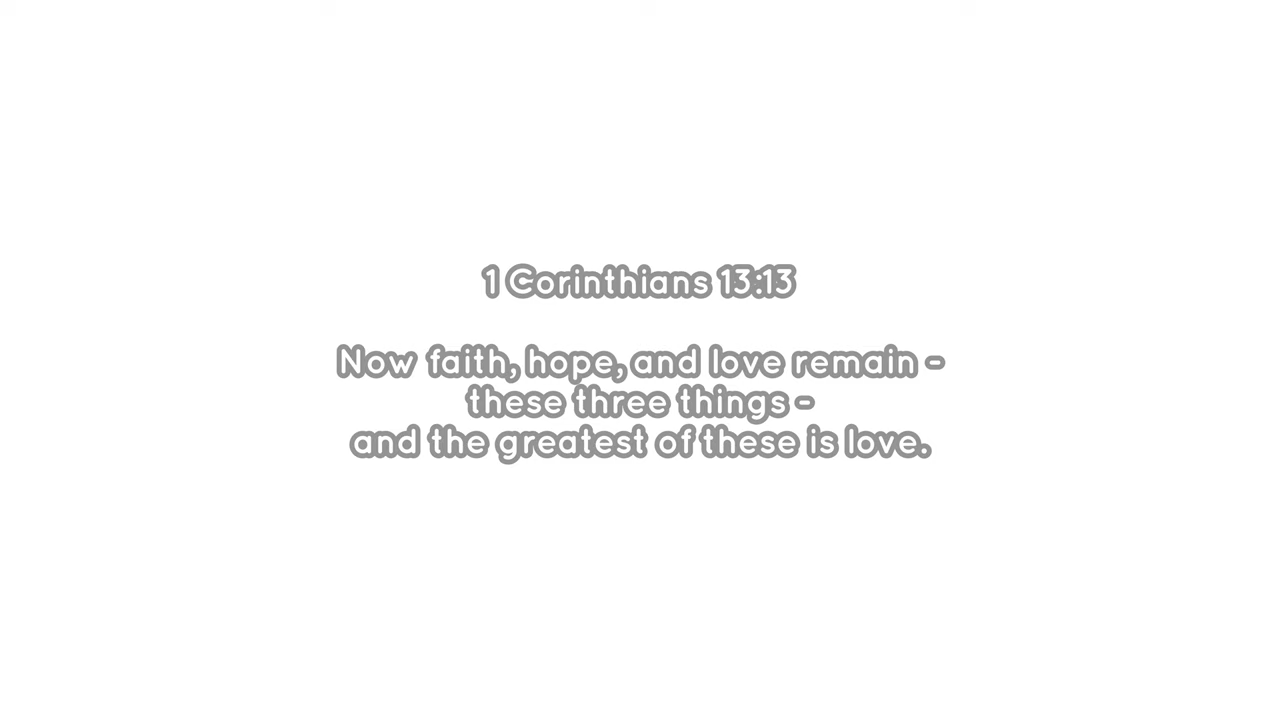 1 Corinthians 13:13
Now faith, hope, and love remain -
these three things -
and the greatest of these is love.